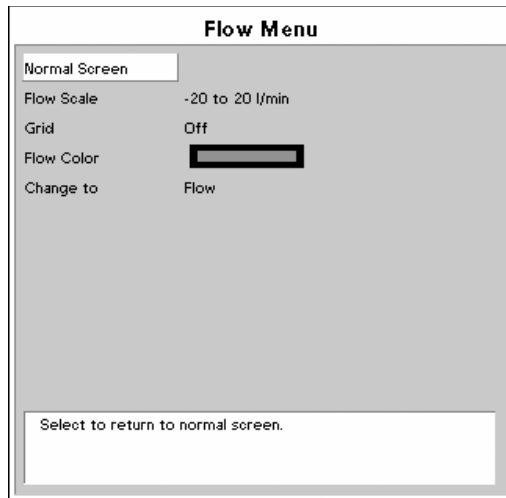 Flow Menu
Normal Screen
Flow Scale -20 to 20 l/min
Grid Off
Flow Color
Change to Flow
Select to return to normal screen.